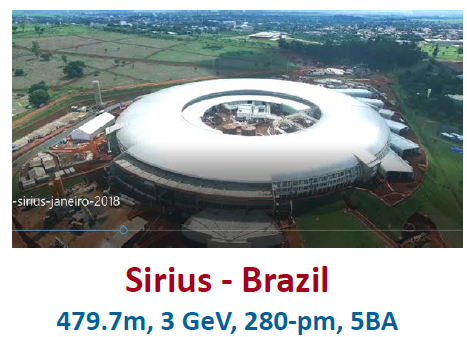 -sirius-janeiro-2018
Sirius - Brazil
479.7m, 3 GeV, 280-pm, 5BA